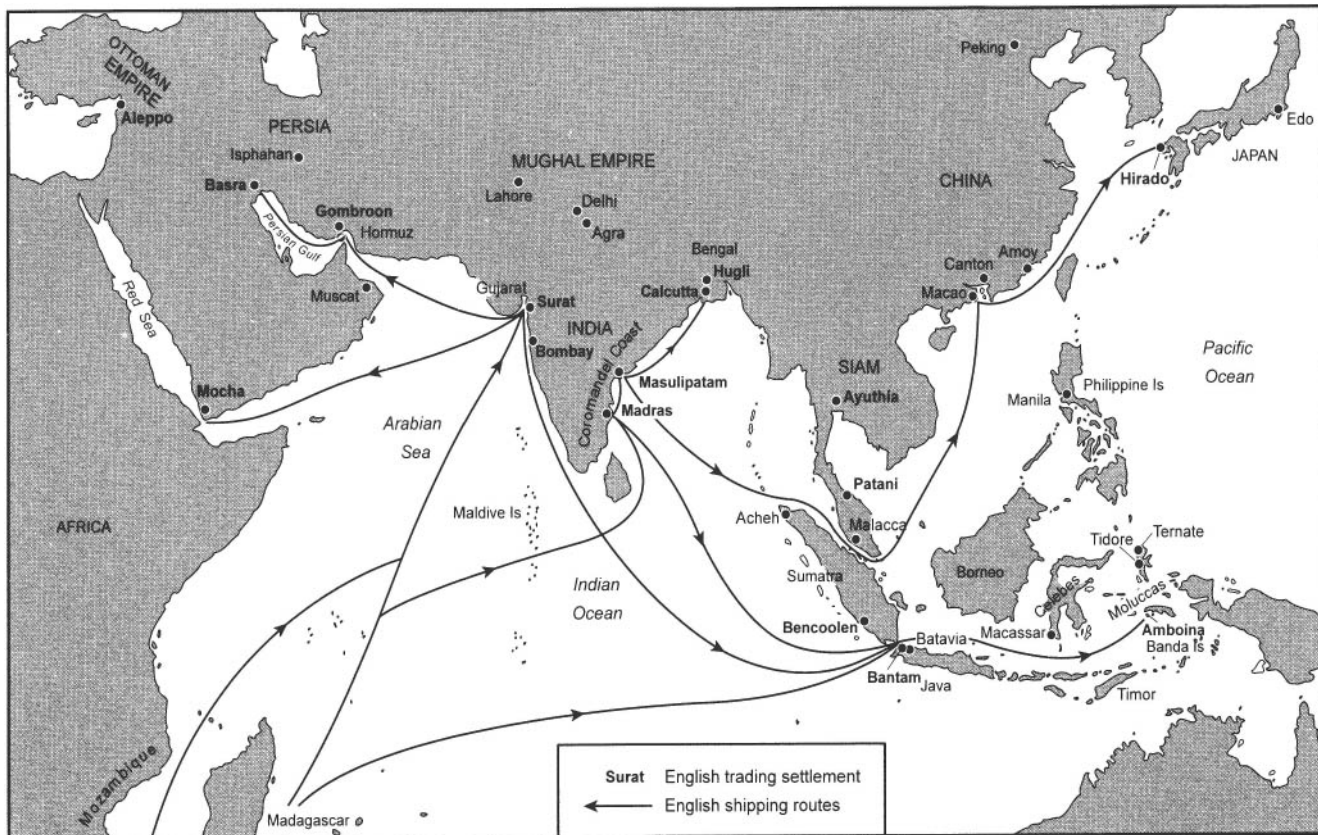 OTTOMAN
EMPIRE
Aleppo
PERSIA
Isphahan
Basra
Gombroon
Hormuz
Persian Gulf
Muscat
Red Sea
Mocha
AFRICA
Mozambique
Madagascar
Arabian
Sea
MUGHAL EMPIRE
Lahore
Delhi
Agra
Gujarat
Surat
INDIA
Bombay
Bengal
Hugli
Calcutta
Coromandel Coast
Masulipatam
Madras
Maldive Is
Indian
Ocean
Peking
CHINA
Canton
Amoy
Macao
Hirado
JAPAN
Edo
Pacific
Ocean
SIAM
Ayuthia
Patani
Malacca
Acheh
Sumatra
Bencoolen
Batavia
Bantam
Java
Borneo
Manila
Philippine Is
Ternate
Tidore
Celebes
Moluccas
Macassar
Amboina
Banda Is
Timor
Surat English trading settlement
English shipping routes